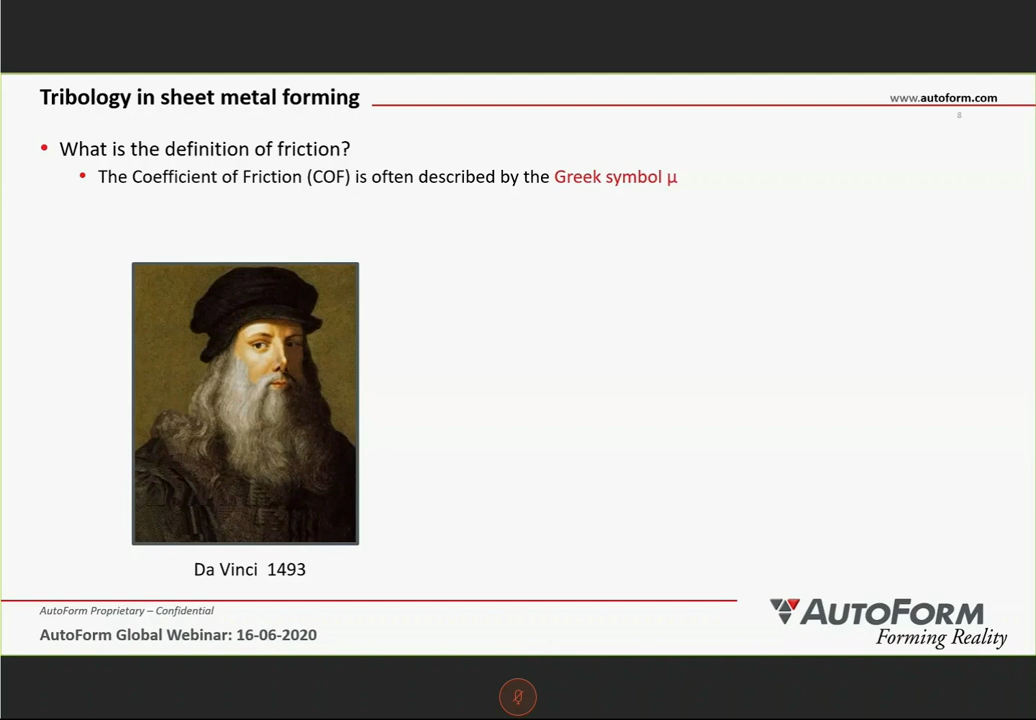 Tribology in sheet metal forming
www.autoform.com
8
• What is the definition of friction?
• The Coefficient of Friction (COF) is often described by the Greek symbol μ
Da Vinci 1493
AutoForm Proprietary – Confidential
AutoForm Global Webinar: 16-06-2020
AUTOFORM
Forming Reality